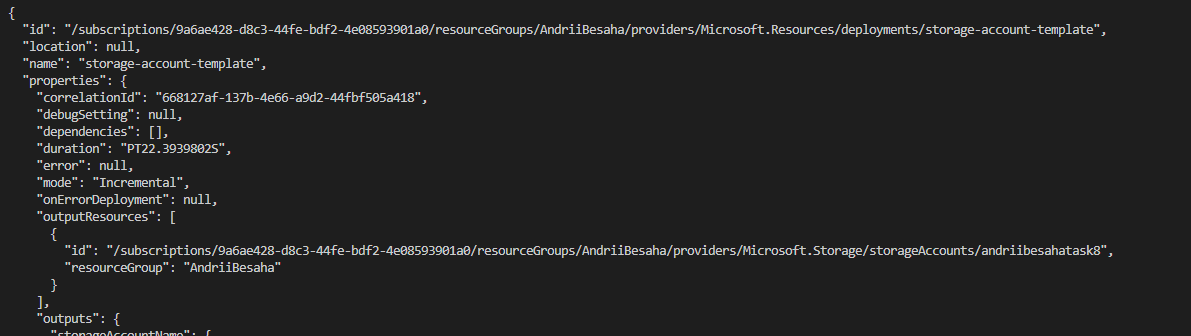 {
"id": "/subscriptions/9a6ae428-d8c3-44fe-bdf2-4e08593901a0/resourceGroups/AndriiBesaha/providers/Microsoft.Resources/deployments/storage-account-template",
"location": null,
"name": "storage-account-template",
"properties": {
"correlationId": "668127af-137b-4e66-a9d2-44fbf505a418",
"debugSetting": null,
"dependencies": [],
"duration": "PT22.3939802S",
"error": null,
"mode": "Incremental",
"onErrorDeployment": null,
"outputResources": [
{
"id": "/subscriptions/9a6ae428-d8c3-44fe-bdf2-4e08593901a0/resourceGroups/AndriiBesaha/providers/Microsoft.Storage/storageAccounts/andriibesahatask8",
"resourceGroup": "AndriiBesaha"
}
],
"outputs": {
"storageAccountName": {